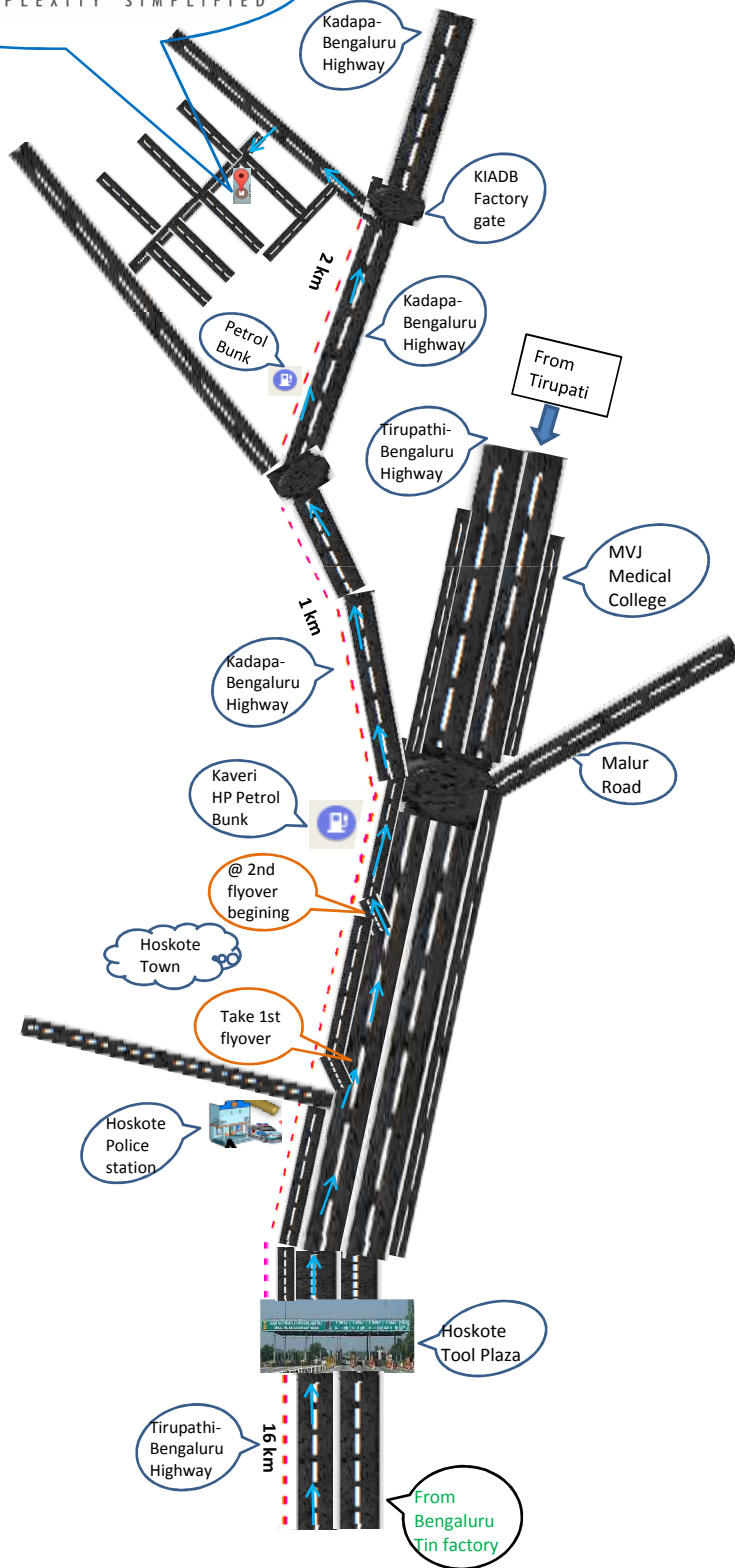 PLEXITY SIMPLIFIED
Kadapa-
Bengaluru
Highway
KIADB
Factory
gate
2 km
Kadapa-
Bengaluru
Highway
Petrol
Bunk
From
Tirupati
Tirupathi-
Bengaluru
Highway
MVJ
Medical
College
1 km
Kadapa-
Bengaluru
Highway
Malur
Road
Kaveri
HP Petrol
Bunk
@ 2nd
flyover
begining
Hoskote
Town
Take 1st
flyover
Hoskote
Police
station
Hoskote
Tool Plaza
Tirupathi-
Bengaluru
Highway
16 km
From
Bengaluru
Tin factory